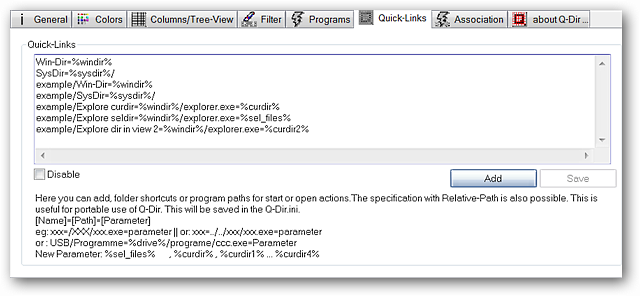 General
Colors
Columns/Tree-View
Filter
Programs
Quick-Links
Association
about Q-Dir ...
Quick-Links
Win-Dir=%windir%
SysDir=%sysdir%/
example/Win-Dir=%windir%
example/SysDir=%sysdir%/
example/Explore curdir=%windir%/explorer.exe=%curdir%
example/Explore seldir=%windir%/explorer.exe=%sel_files%
example/Explore dir in view 2=%windir%/explorer.exe=%curdir2%
Disable
Add
Save
Here you can add, folder shortcuts or program paths for start or open actions.The specification with Relative-Path is also possible. This is
useful for portable use of Q-Dir. This will be saved in the Q-Dir.ini.
[Name]=[Path]=[Parameter]
eg: xxx=/XXX/xxx.exe=parameter || or: xxx=../../xxx/xxx.exe=parameter
or : USB/Programme=%drive%/programe/ccc.exe=Parameter
New Parameter: %sel_files% , %curdir% , %curdir1% ... %curdir4%